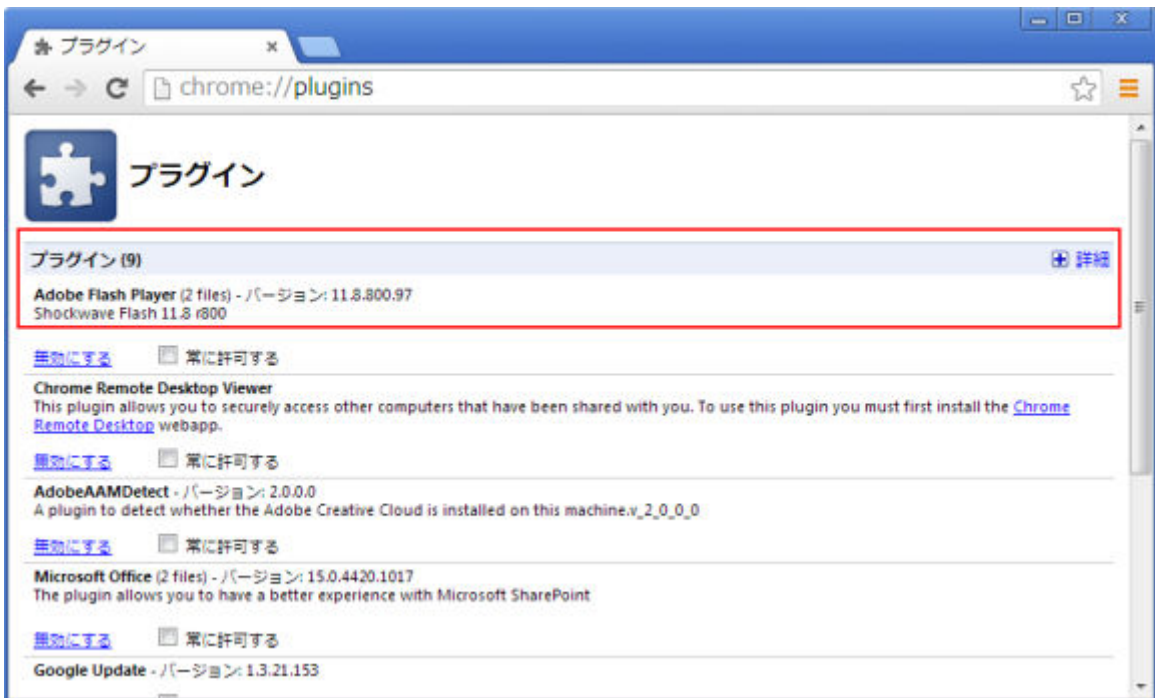 プラグイン
chrome://plugins
プラグイン
プラグイン (9)
詳細
Adobe Flash Player (2 files) - バージョン: 11.8.800.97
Shockwave Flash 11.8 r800
無効にする 常に許可する
Chrome Remote Desktop Viewer
This plugin allows you to securely access other computers that have been shared with you. To use this plugin you must first install the Chrome
Remote Desktop webapp.
無効にする 常に許可する
AdobeAAMDetect - バージョン: 2.0.0.0
A plugin to detect whether the Adobe Creative Cloud is installed on this machine.v_2_0_0_0
無効にする 常に許可する
Microsoft Office (2 files) - バージョン: 15.0.4420.1017
The plugin allows you to have a better experience with Microsoft SharePoint
無効にする 常に許可する
Google Update - バージョン: 1.3.21.153